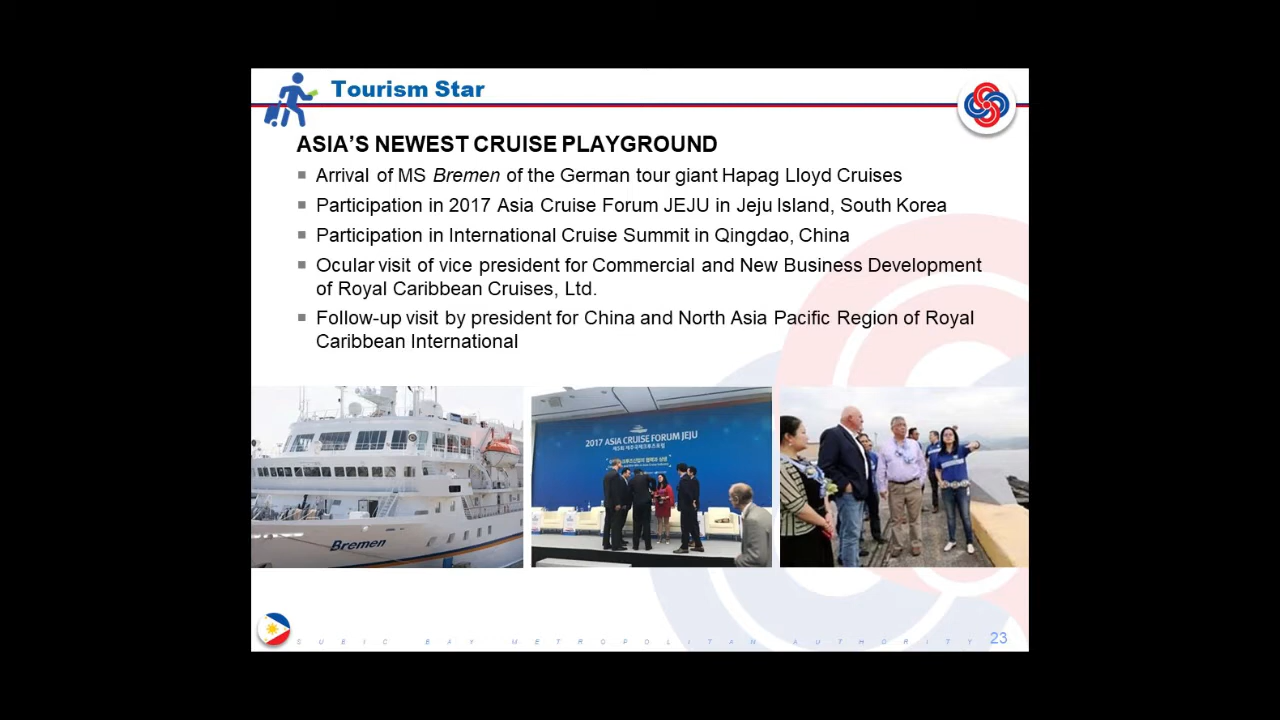 Tourism Star
ASIA'S NEWEST CRUISE PLAYGROUND
Arrival of MS Bremen of the German tour giant Hapag Lloyd Cruises
Participation in 2017 Asia Cruise Forum JEJU in Jeju Island, South Korea
Participation in International Cruise Summit in Qingdao, China
Ocular visit of vice president for Commercial and New Business Development
of Royal Caribbean Cruises, Ltd.
Follow-up visit by president for China and North Asia Pacific Region of Royal
Caribbean International
Bremen
2017 ASIA CRUISE FORUM JEJU
SUBIC BAY METROPOLITAN AUTHORITY
23